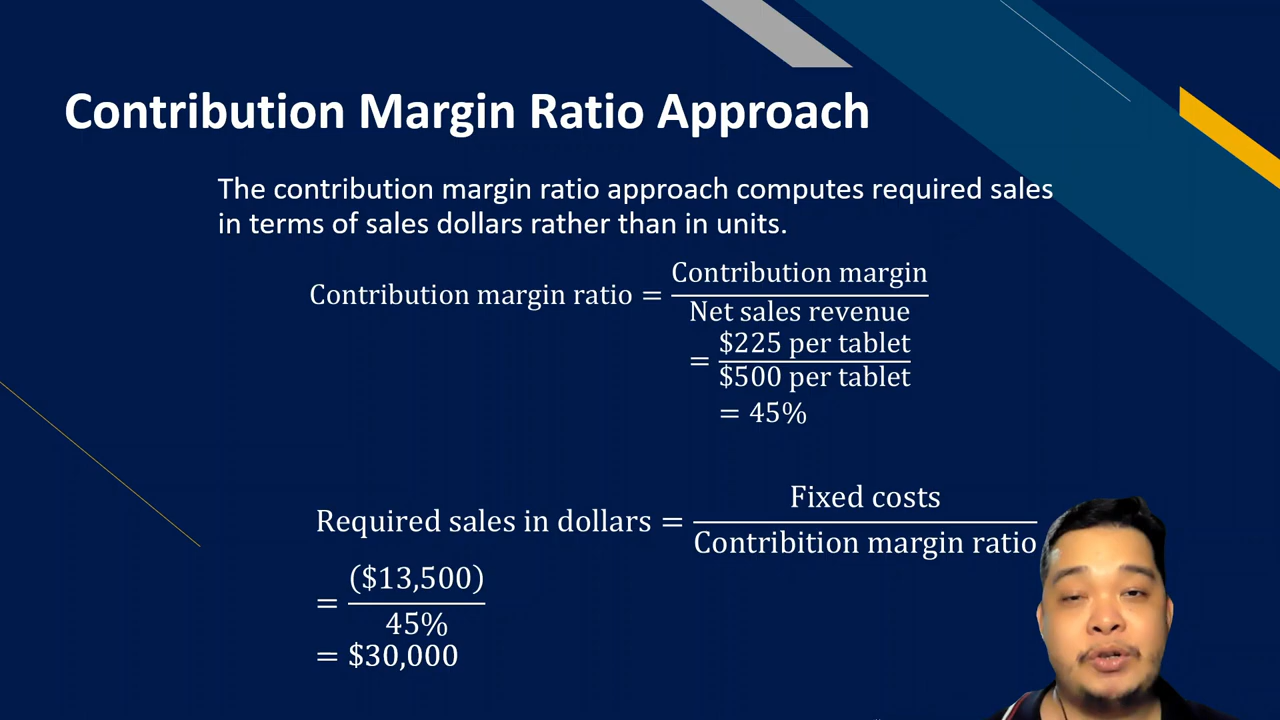 Contribution Margin Ratio Approach
The contribution margin ratio approach computes required sales
in terms of sales dollars rather than in units.
Contribution margin ratio = Contribution margin / Net sales revenue
= $225 per tablet / $500 per tablet
= 45%
Required sales in dollars = Fixed costs / Contribition margin ratio
= ($13,500) / 45%
= $30,000